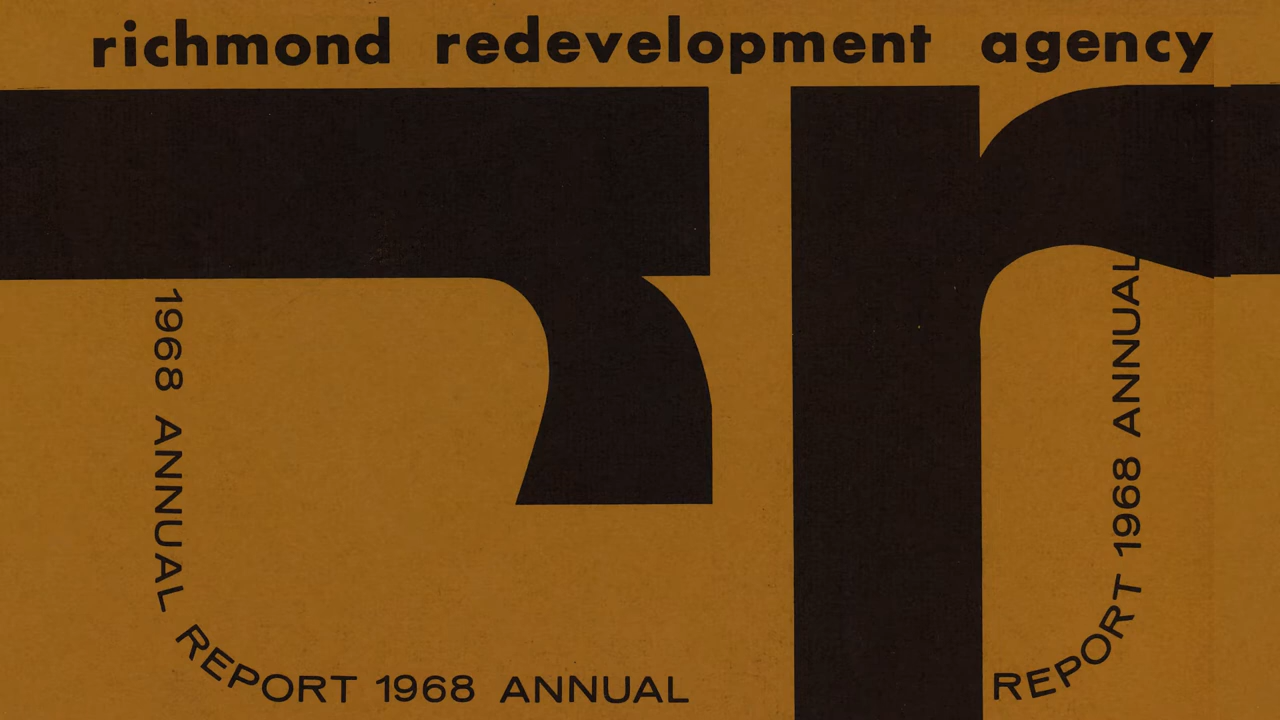 richmond redevelopment agency
1968 ANNUAL REPORT 1968 ANNUAL REPORT 1968 ANNUAL